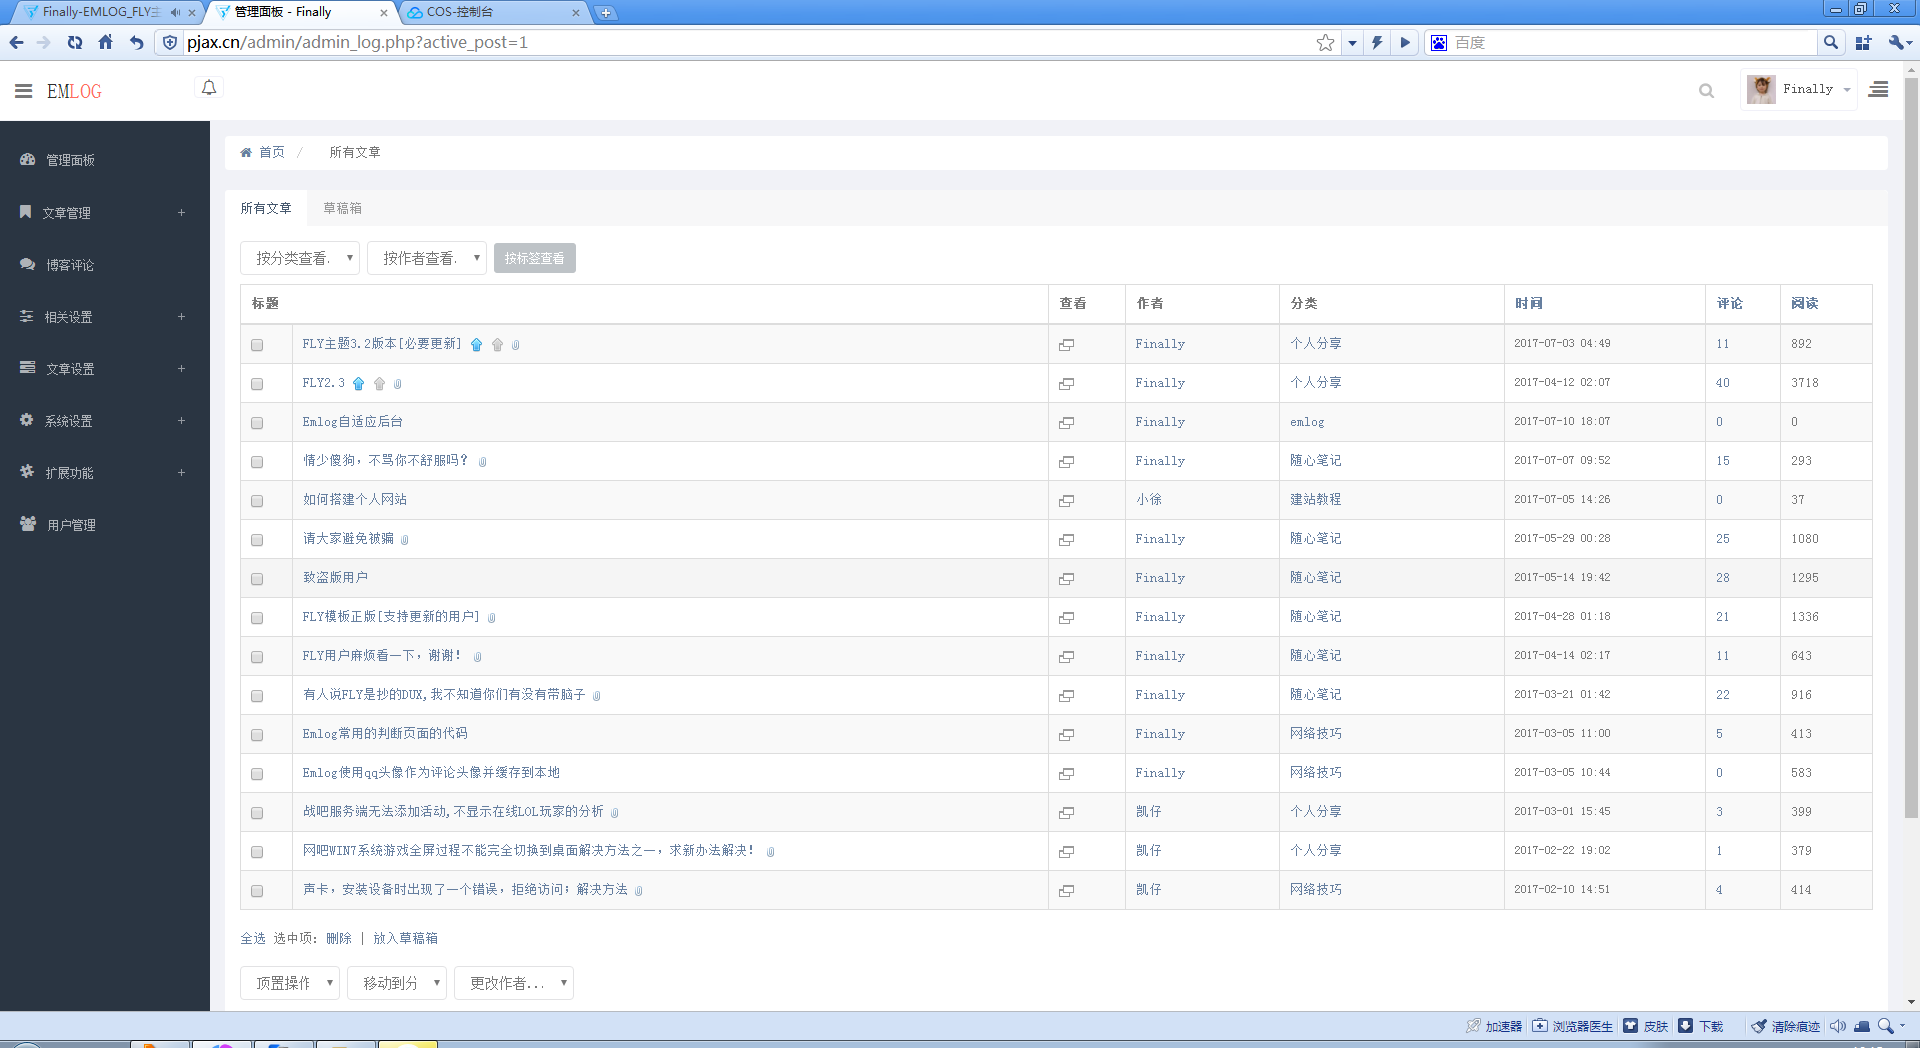 Finally-EMLOG_FLY主
管理面板 - Finally
COS-控制台
pjax.cn/admin/admin_log.php?active_post=1
百度
EMLOG
Finally
管理面板
文章管理
博客评论
相关设置
文章设置
系统设置
扩展功能
用户管理
首页 / 所有文章
所有文章 草稿箱
按分类查看. 按作者查看. 按标签查看
标题 查看 作者 分类 时间 评论 阅读
FLY主题3.2版本[必要更新] Finally 个人分享 2017-07-03 04:49 11 892
FLY2.3 Finally 个人分享 2017-04-12 02:07 40 3718
Emlog自适应后台 Finally emlog 2017-07-10 18:07 0 0
情少傻狗，不骂你不舒服吗？ Finally 随心笔记 2017-07-07 09:52 15 293
如何搭建个人网站 小徐 建站教程 2017-07-05 14:26 0 37
请大家避免被骗 Finally 随心笔记 2017-05-29 00:28 25 1080
致盗版用户 Finally 随心笔记 2017-05-14 19:42 28 1295
FLY模板正版[支持更新的用户] Finally 随心笔记 2017-04-28 01:18 21 1336
FLY用户麻烦看一下，谢谢！ Finally 随心笔记 2017-04-14 02:17 11 643
有人说FLY是抄的DUX,我不知道你们有没有带脑子 Finally 随心笔记 2017-03-21 01:42 22 916
Emlog常用的判断页面的代码 Finally 网络技巧 2017-03-05 11:00 5 413
Emlog使用qq头像作为评论头像并缓存到本地 Finally 网络技巧 2017-03-05 10:44 0 583
战吧服务端无法添加活动,不显示在线LOL玩家的分析 凯仔 个人分享 2017-03-01 15:45 3 399
网吧WIN7系统游戏全屏过程不能完全切换到桌面解决方法之一，求新办法解决！ 凯仔 个人分享 2017-02-22 19:02 1 379
声卡，安装设备时出现了一个错误，拒绝访问；解决方法 凯仔 网络技巧 2017-02-10 14:51 4 414
全选 选中项：删除 | 放入草稿箱
顶置操作 移动到分 更改作者...
加速器 浏览器医生 皮肤 下载 清除痕迹